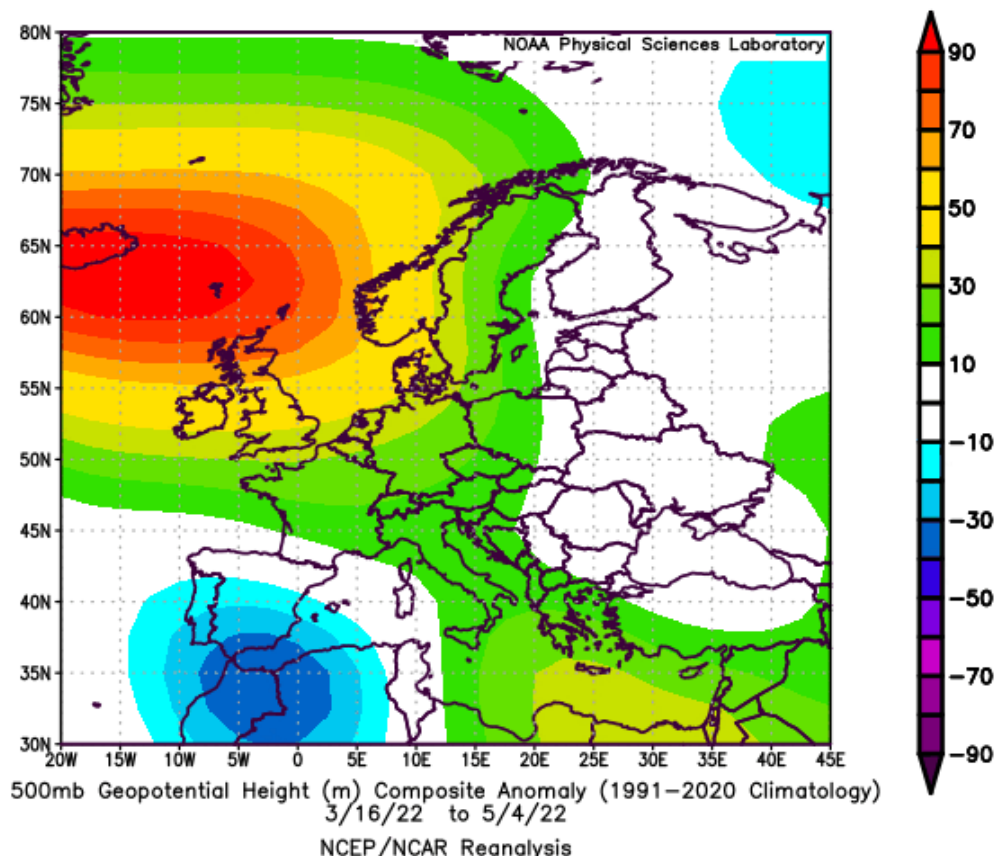 NOAA Physical Sciences Laboratory
80N
75N
70N
65N
60N
55N
50N
45N
40N
35N
30N
20W 15W 10W 5W 0 5E 10E 15E 20E 25E 30E 35E 40E 45E
90
70
50
30
10
-10
-30
-50
-70
-90
500mb Geopotential Height (m) Composite Anomaly (1991-2020 Climatology)
3/16/22 to 5/4/22
NCEP/NCAR Reanalysis